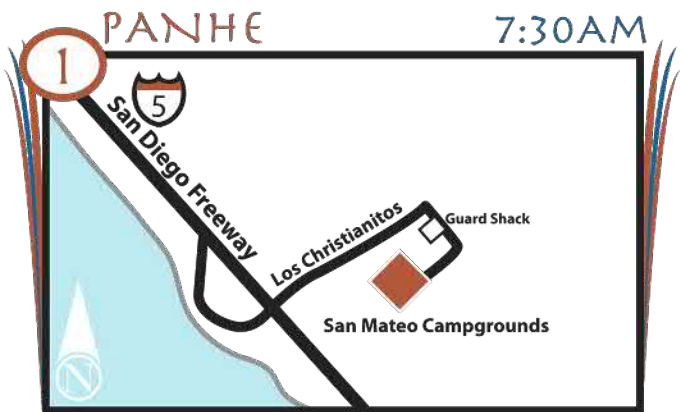 PANHE 7:30AM
1
5
San Diego Freeway
Los Christianitos
Guard Shack
San Mateo Campgrounds
N